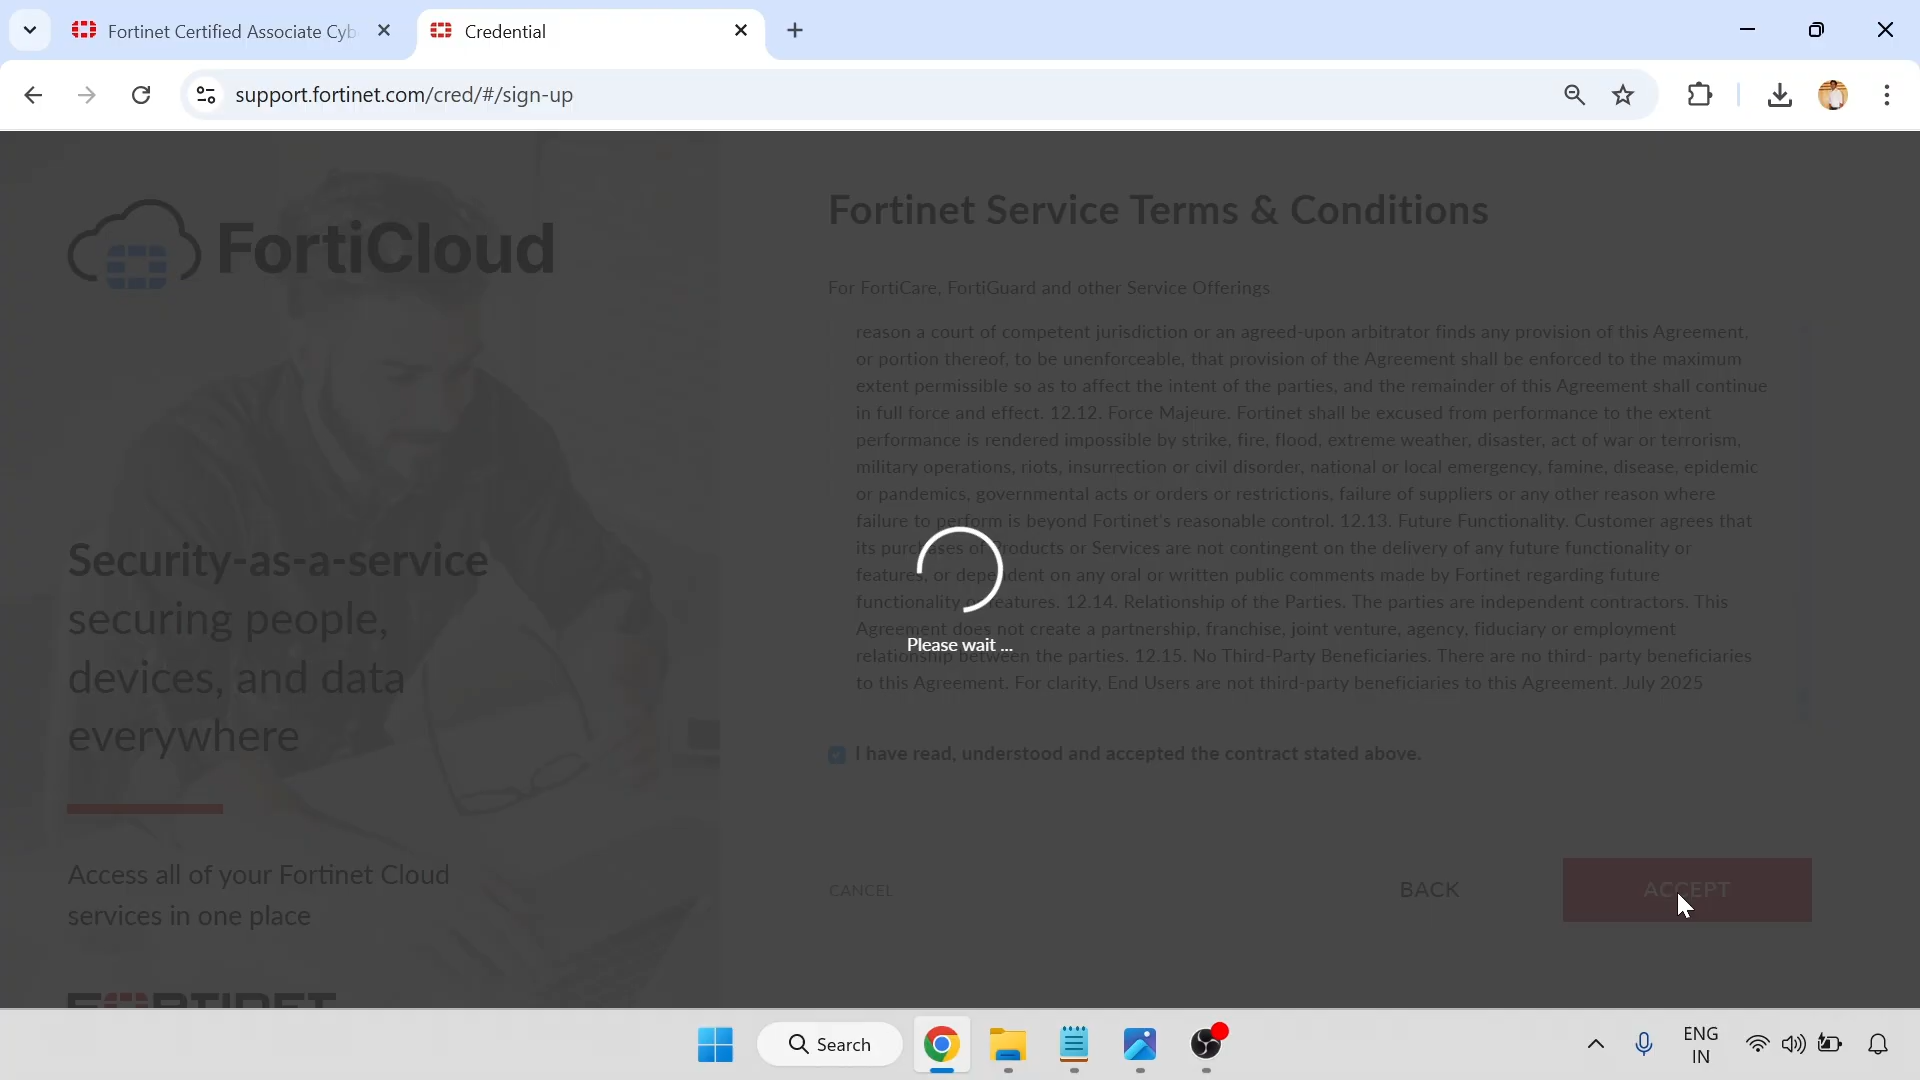 Fortinet Certified Associate Cyb
Credential
support.fortinet.com/cred/#/sign-up
FortiCloud
Security-as-a-service
securing people,
devices, and data
everywhere
Access all of your Fortinet Cloud
services in one place
FORTINET
Fortinet Service Terms & Conditions
For FortiCare, FortiGuard and other Service Offerings
reason a court of competent jurisdiction or an agreed-upon arbitrator finds any provision of this Agreement,
or portion thereof, to be unenforceable, that provision of the Agreement shall be enforced to the maximum
extent permissible so as to affect the intent of the parties, and the remainder of this Agreement shall continue
in full force and effect. 12.12. Force Majeure. Fortinet shall be excused from performance to the extent
performance is rendered impossible by strike, fire, flood, extreme weather, disaster, act of war or terrorism,
military operations, riots, insurrection or civil disorder, national or local emergency, famine, disease, epidemic
or pandemics, governmental acts or orders or restrictions, failure of suppliers or any other reason where
failure to perform is beyond Fortinet's reasonable control. 12.13. Future Functionality. Customer agrees that
its purchases of Products or Services are not contingent on the delivery of any future functionality or
features, or dependent on any oral or written public comments made by Fortinet regarding future
functionality or features. 12.14. Relationship of the Parties. The parties are independent contractors. This
Agreement does not create a partnership, franchise, joint venture, agency, fiduciary or employment
relationship between the parties. 12.15. No Third-Party Beneficiaries. There are no third- party beneficiaries
to this Agreement. For clarity, End Users are not third-party beneficiaries to this Agreement. July 2025
Please wait ...
I have read, understood and accepted the contract stated above.
CANCEL
BACK
ACCEPT
Search
ENG
IN